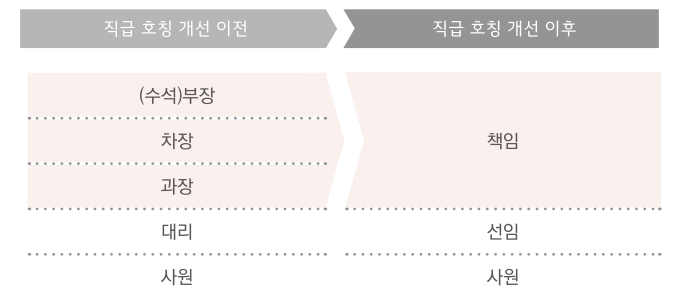 직급 호칭 개선 이전 직급 호칭 개선 이후
(수석)부장
차장 책임
과장
대리 선임
사원 사원